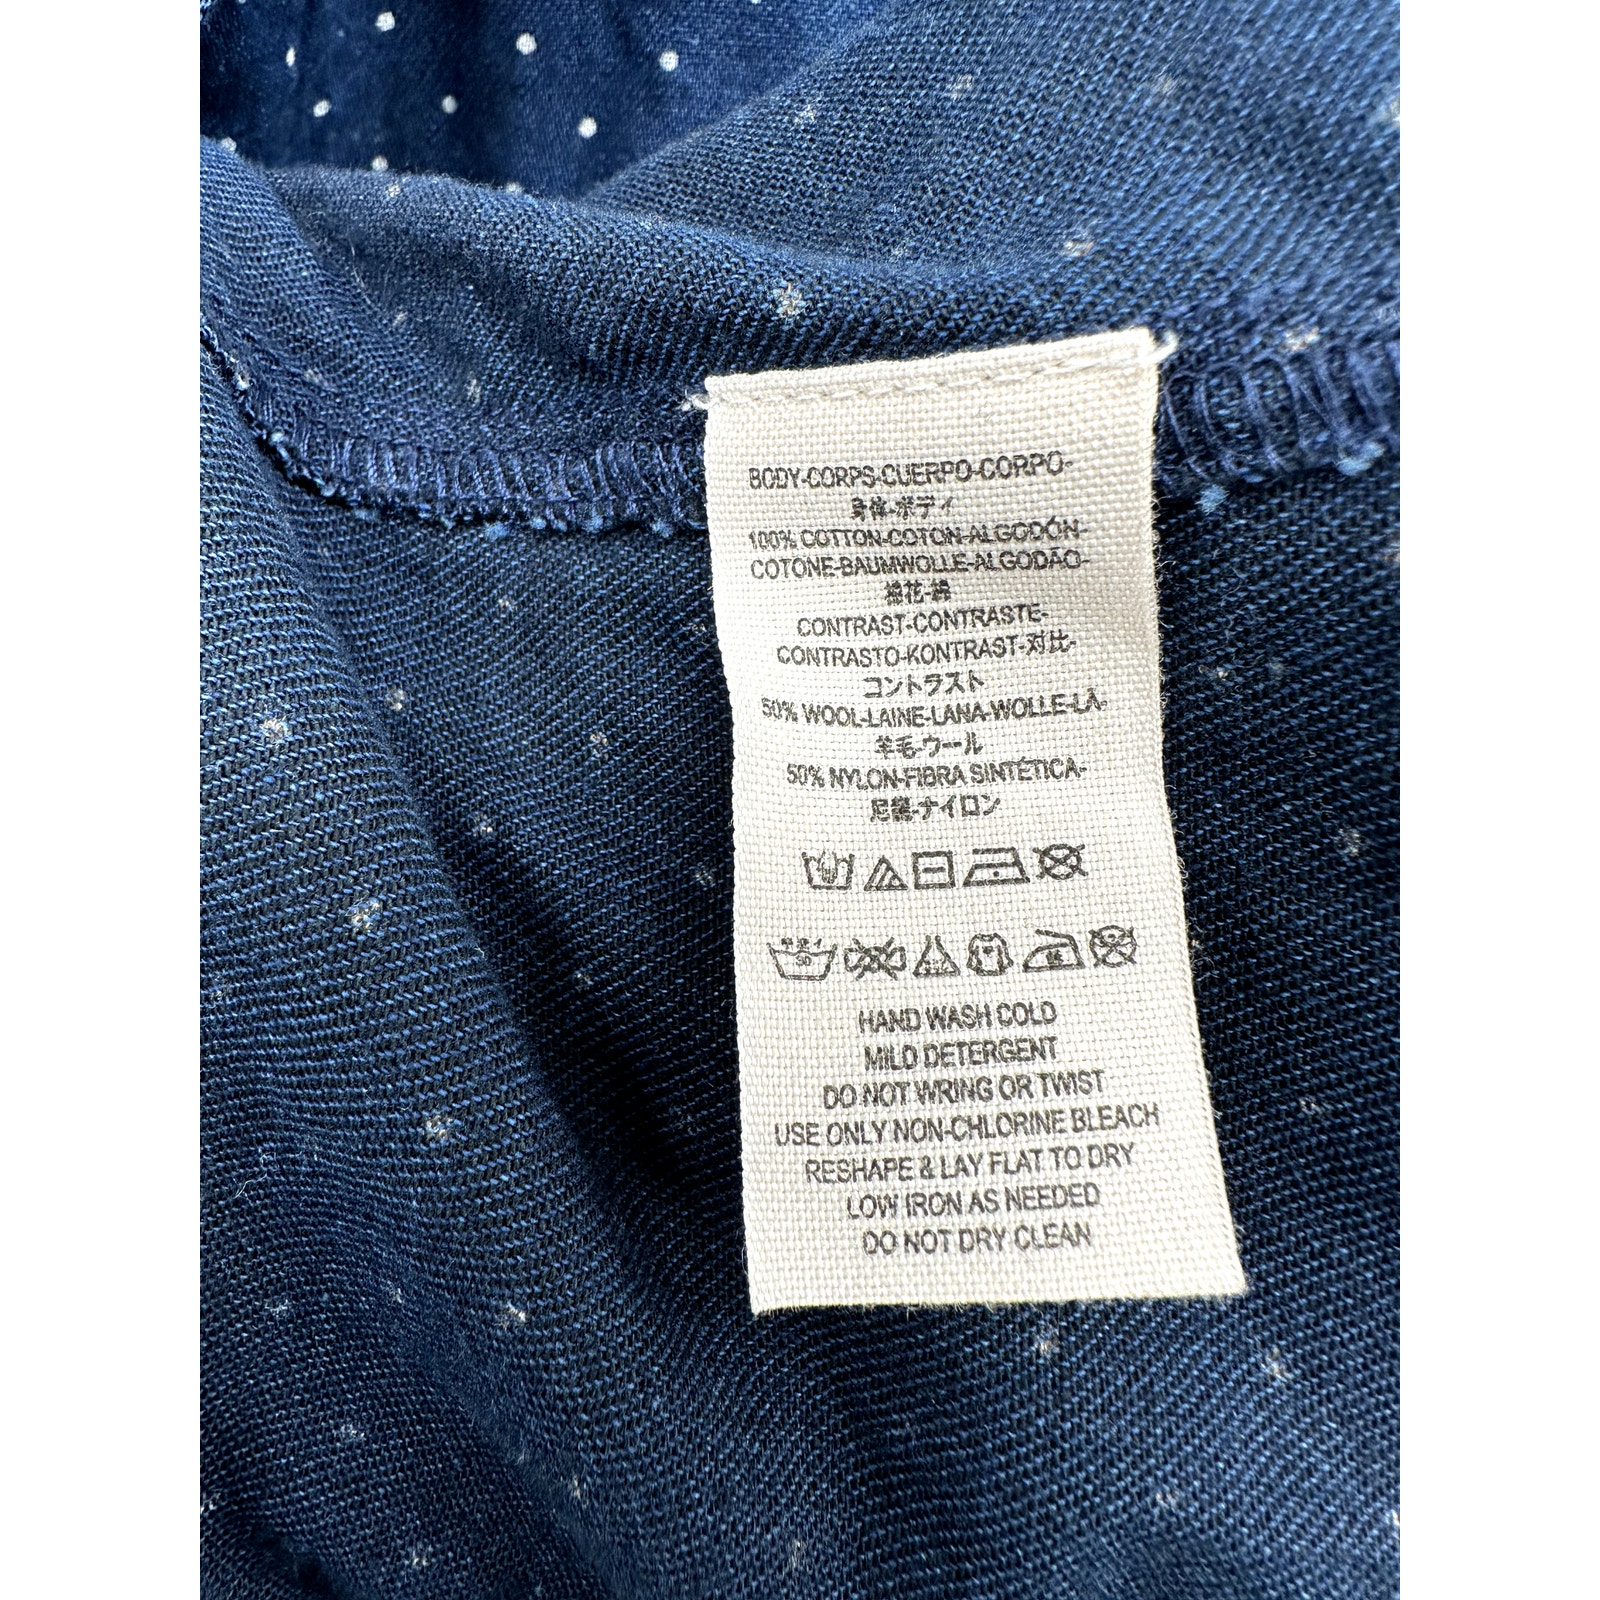 BODY-CORPS-CUERPO-CORPO-
身体-ボディ
100% COTTON-COTON-ALGODÓN-
COTONE-BAUMWOLLE-ALGODÃO-
棉花-綿
CONTRAST-CONTRASTE-
CONTRASTO-KONTRAST-对比-
コントラスト
50% WOOL-LAINE-LANA-WOLLE-LÃ-
羊毛-ウール
50% NYLON-FIBRA SINTÉTICA-
尼龍-ナイロン
HAND WASH COLD
MILD DETERGENT
DO NOT WRING OR TWIST
USE ONLY NON-CHLORINE BLEACH
RESHAPE & LAY FLAT TO DRY
LOW IRON AS NEEDED
DO NOT DRY CLEAN